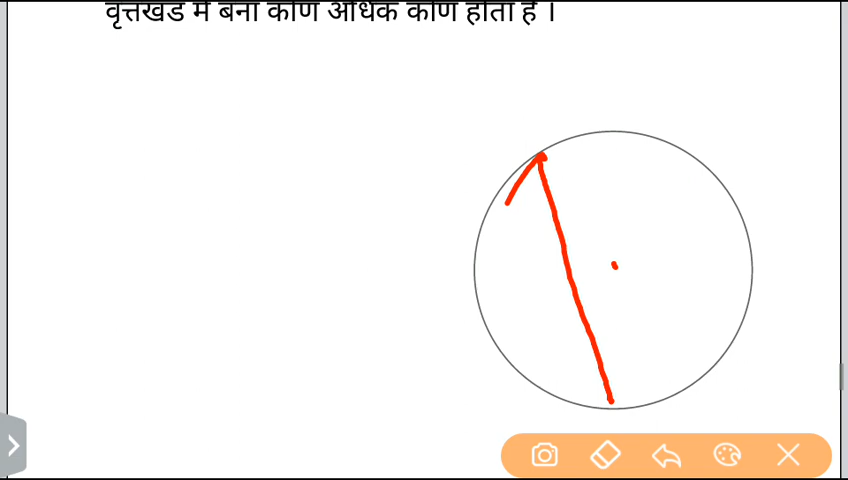 वृत्तखंड में बना कोण अधिक कोण होता है ।